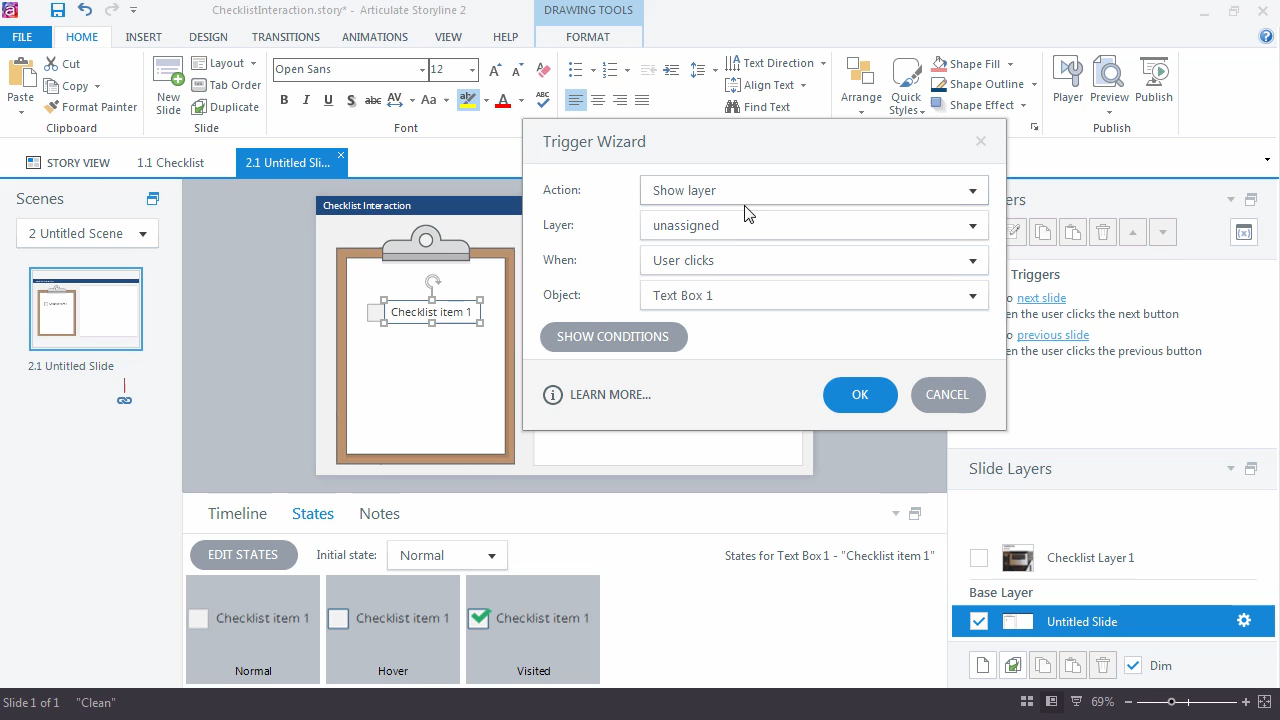 ChecklistInteraction.story* - Articulate Storyline 2
DRAWING TOOLS
FILE
HOME
INSERT
DESIGN
TRANSITIONS
ANIMATIONS
VIEW
HELP
FORMAT
Paste
Cut
Copy
Format Painter
Clipboard
New
Slide
Layout
Tab Order
Duplicate
Slide
Open Sans
12
B I U S abc AV Aa A ABC
Font
Text Direction
Align Text
Find Text
Arrange
Quick
Styles
Shape Fill
Shape Outline
Shape Effect
Player
Preview
Publish
Publish
STORY VIEW
1.1 Checklist
2.1 Untitled Sli...
Scenes
2 Untitled Scene
2.1 Untitled Slide
Checklist Interaction
Checklist item 1
Trigger Wizard
Action:
Show layer
Layer:
unassigned
When:
User clicks
Object:
Text Box 1
SHOW CONDITIONS
LEARN MORE...
OK
CANCEL
ers
Triggers
to next slide
en the user clicks the next button
to previous slide
en the user clicks the previous button
Timeline
States
Notes
EDIT STATES
Initial state:
Normal
States for Text Box 1 - "Checklist item 1"
Checklist item 1
Normal
Checklist item 1
Hover
Checklist item 1
Visited
Slide Layers
Checklist Layer 1
Base Layer
Untitled Slide
Dim
Slide 1 of 1
"Clean"
69%